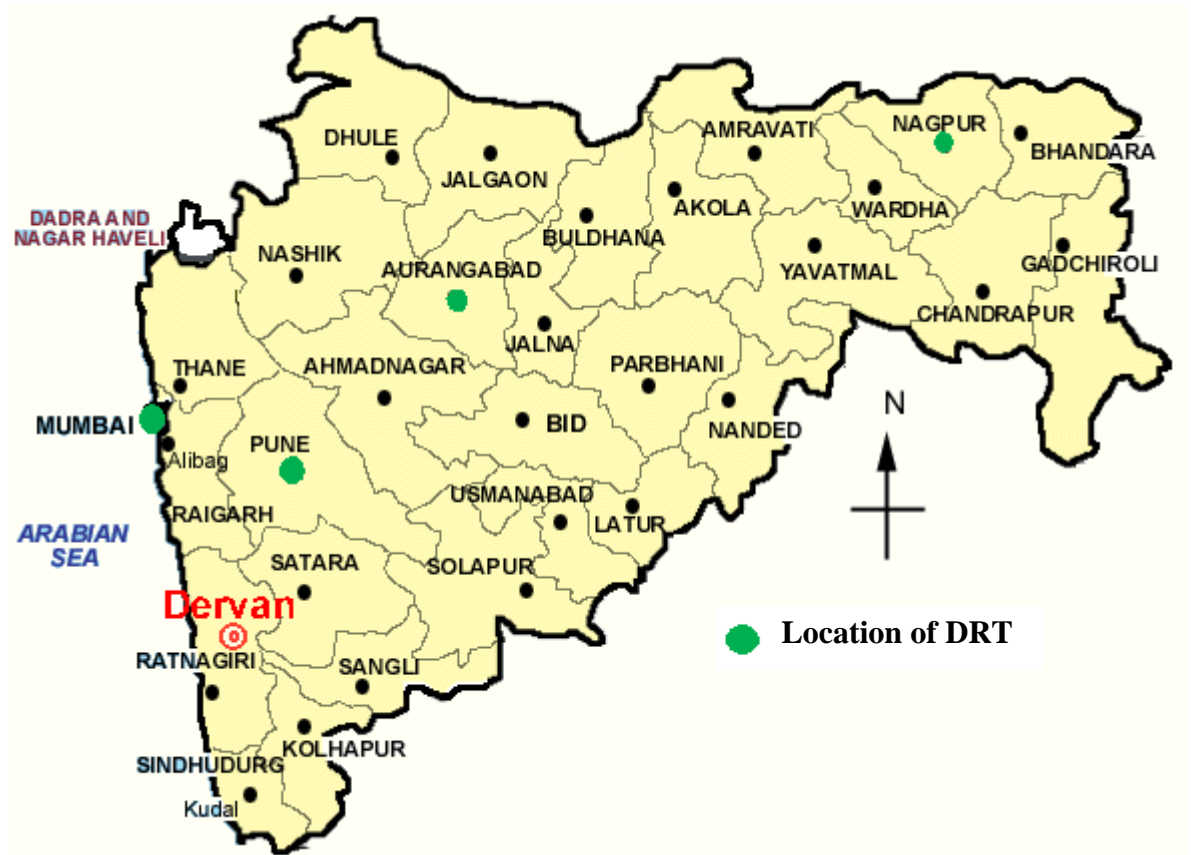 DHULE
JALGAON
AMRAVATI
NAGPUR
BHANDARA
AKOLA
WARDHA
DADRA AND
NAGAR HAVELI
NASHIK
BULDHANA
AURANGABAD
YAVATMAL
GADCHIROLI
CHANDRAPUR
JALNA
THANE
AHMADNAGAR
PARBHANI
N
MUMBAI
BID
NANDED
PUNE
Alibag
USMANABAD
RAIGARH
LATUR
ARABIAN
SEA
SATARA
SOLAPUR
Dervan
Location of DRT
RATNAGIRI
SANGLI
KOLHAPUR
SINDHUDURG
Kudal